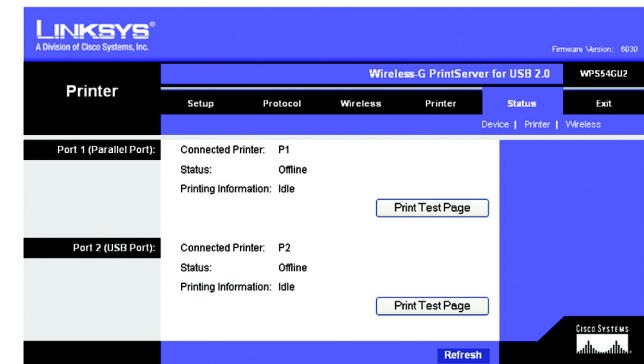 LINKSYS®
A Division of Cisco Systems, Inc.
Firmware Version: 6030
Wireless-G PrintServer for USB 2.0 WPS54GU2
Printer
Setup Protocol Wireless Printer Status Exit
Device | Printer | Wireless
Port 1 (Parallel Port): Connected Printer: P1
Status: Offline
Printing Information: Idle
Print Test Page
Port 2 (USB Port): Connected Printer: P2
Status: Offline
Printing Information: Idle
Print Test Page
Refresh
CISCO SYSTEMS